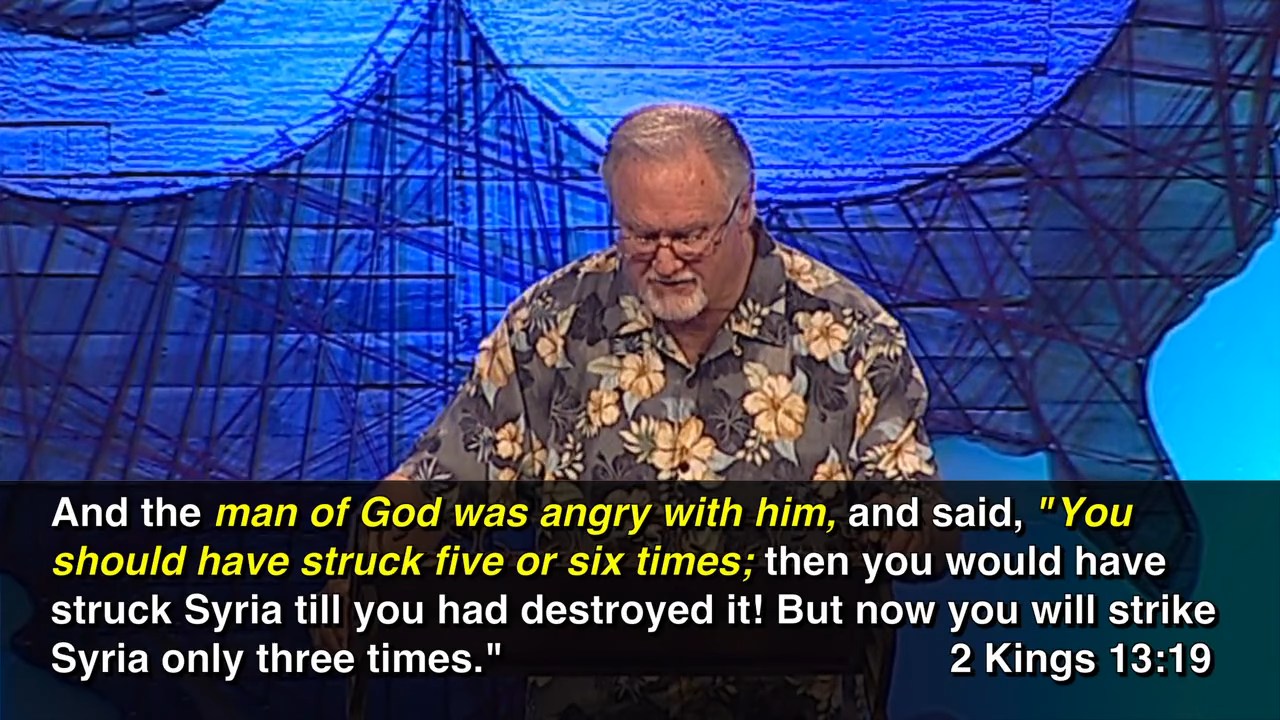 And the man of God was angry with him, and said, "You
should have struck five or six times; then you would have
struck Syria till you had destroyed it! But now you will strike
Syria only three times." 2 Kings 13:19